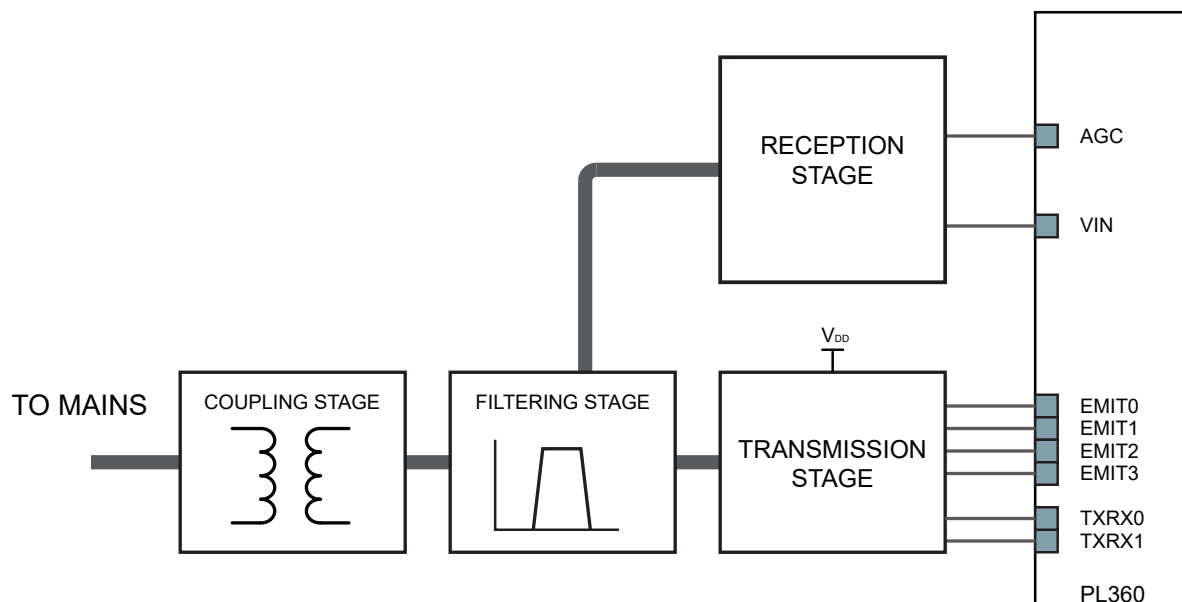 RECEPTION
STAGE
AGC
VIN
VDD
TO MAINS
COUPLING STAGE
FILTERING STAGE
TRANSMISSION
STAGE
EMIT0
EMIT1
EMIT2
EMIT3
TXRX0
TXRX1
PL360